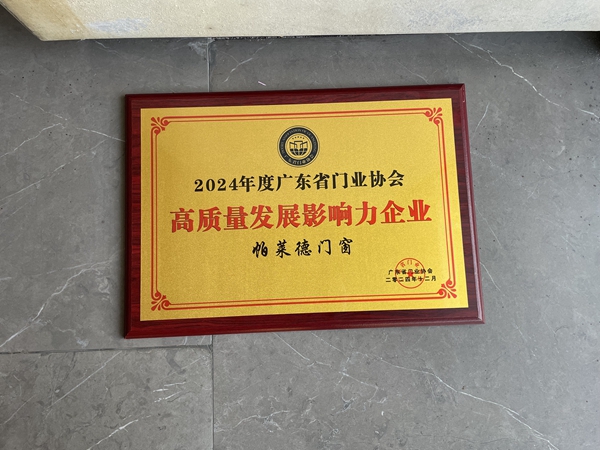 2024年度广东省门业协会
高质量发展影响力企业
帕莱德门窗
广东省门业协会
二零二四年十二月